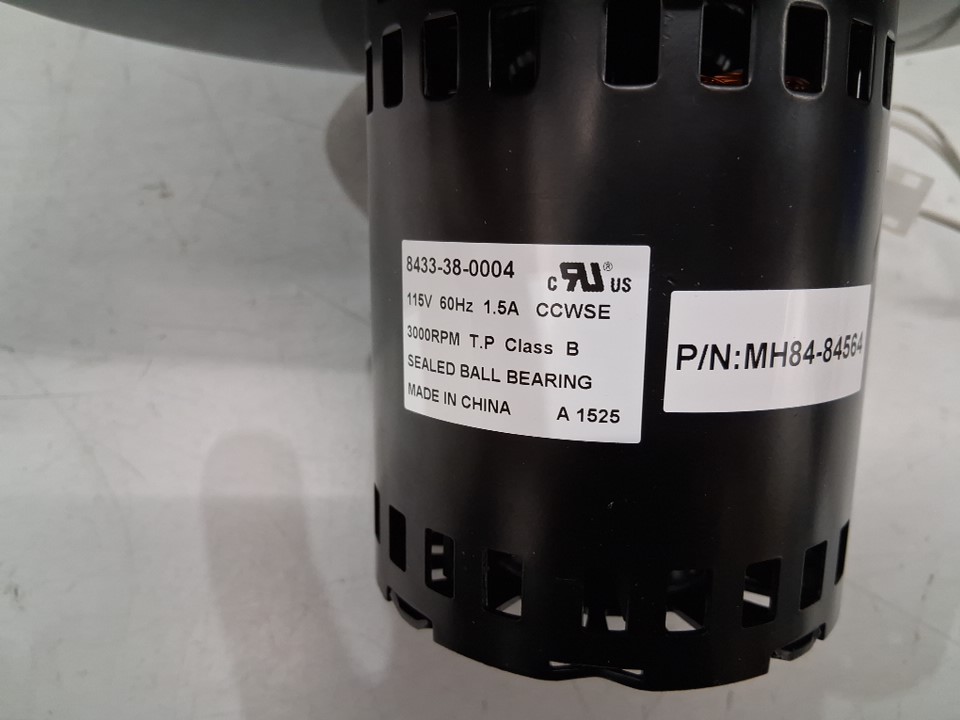 8433-38-0004
C RU ® US
115V 60Hz 1.5A CCWSE
3000RPM T.P Class B
SEALED BALL BEARING
MADE IN CHINA A 1525
P/N:MH84-84564